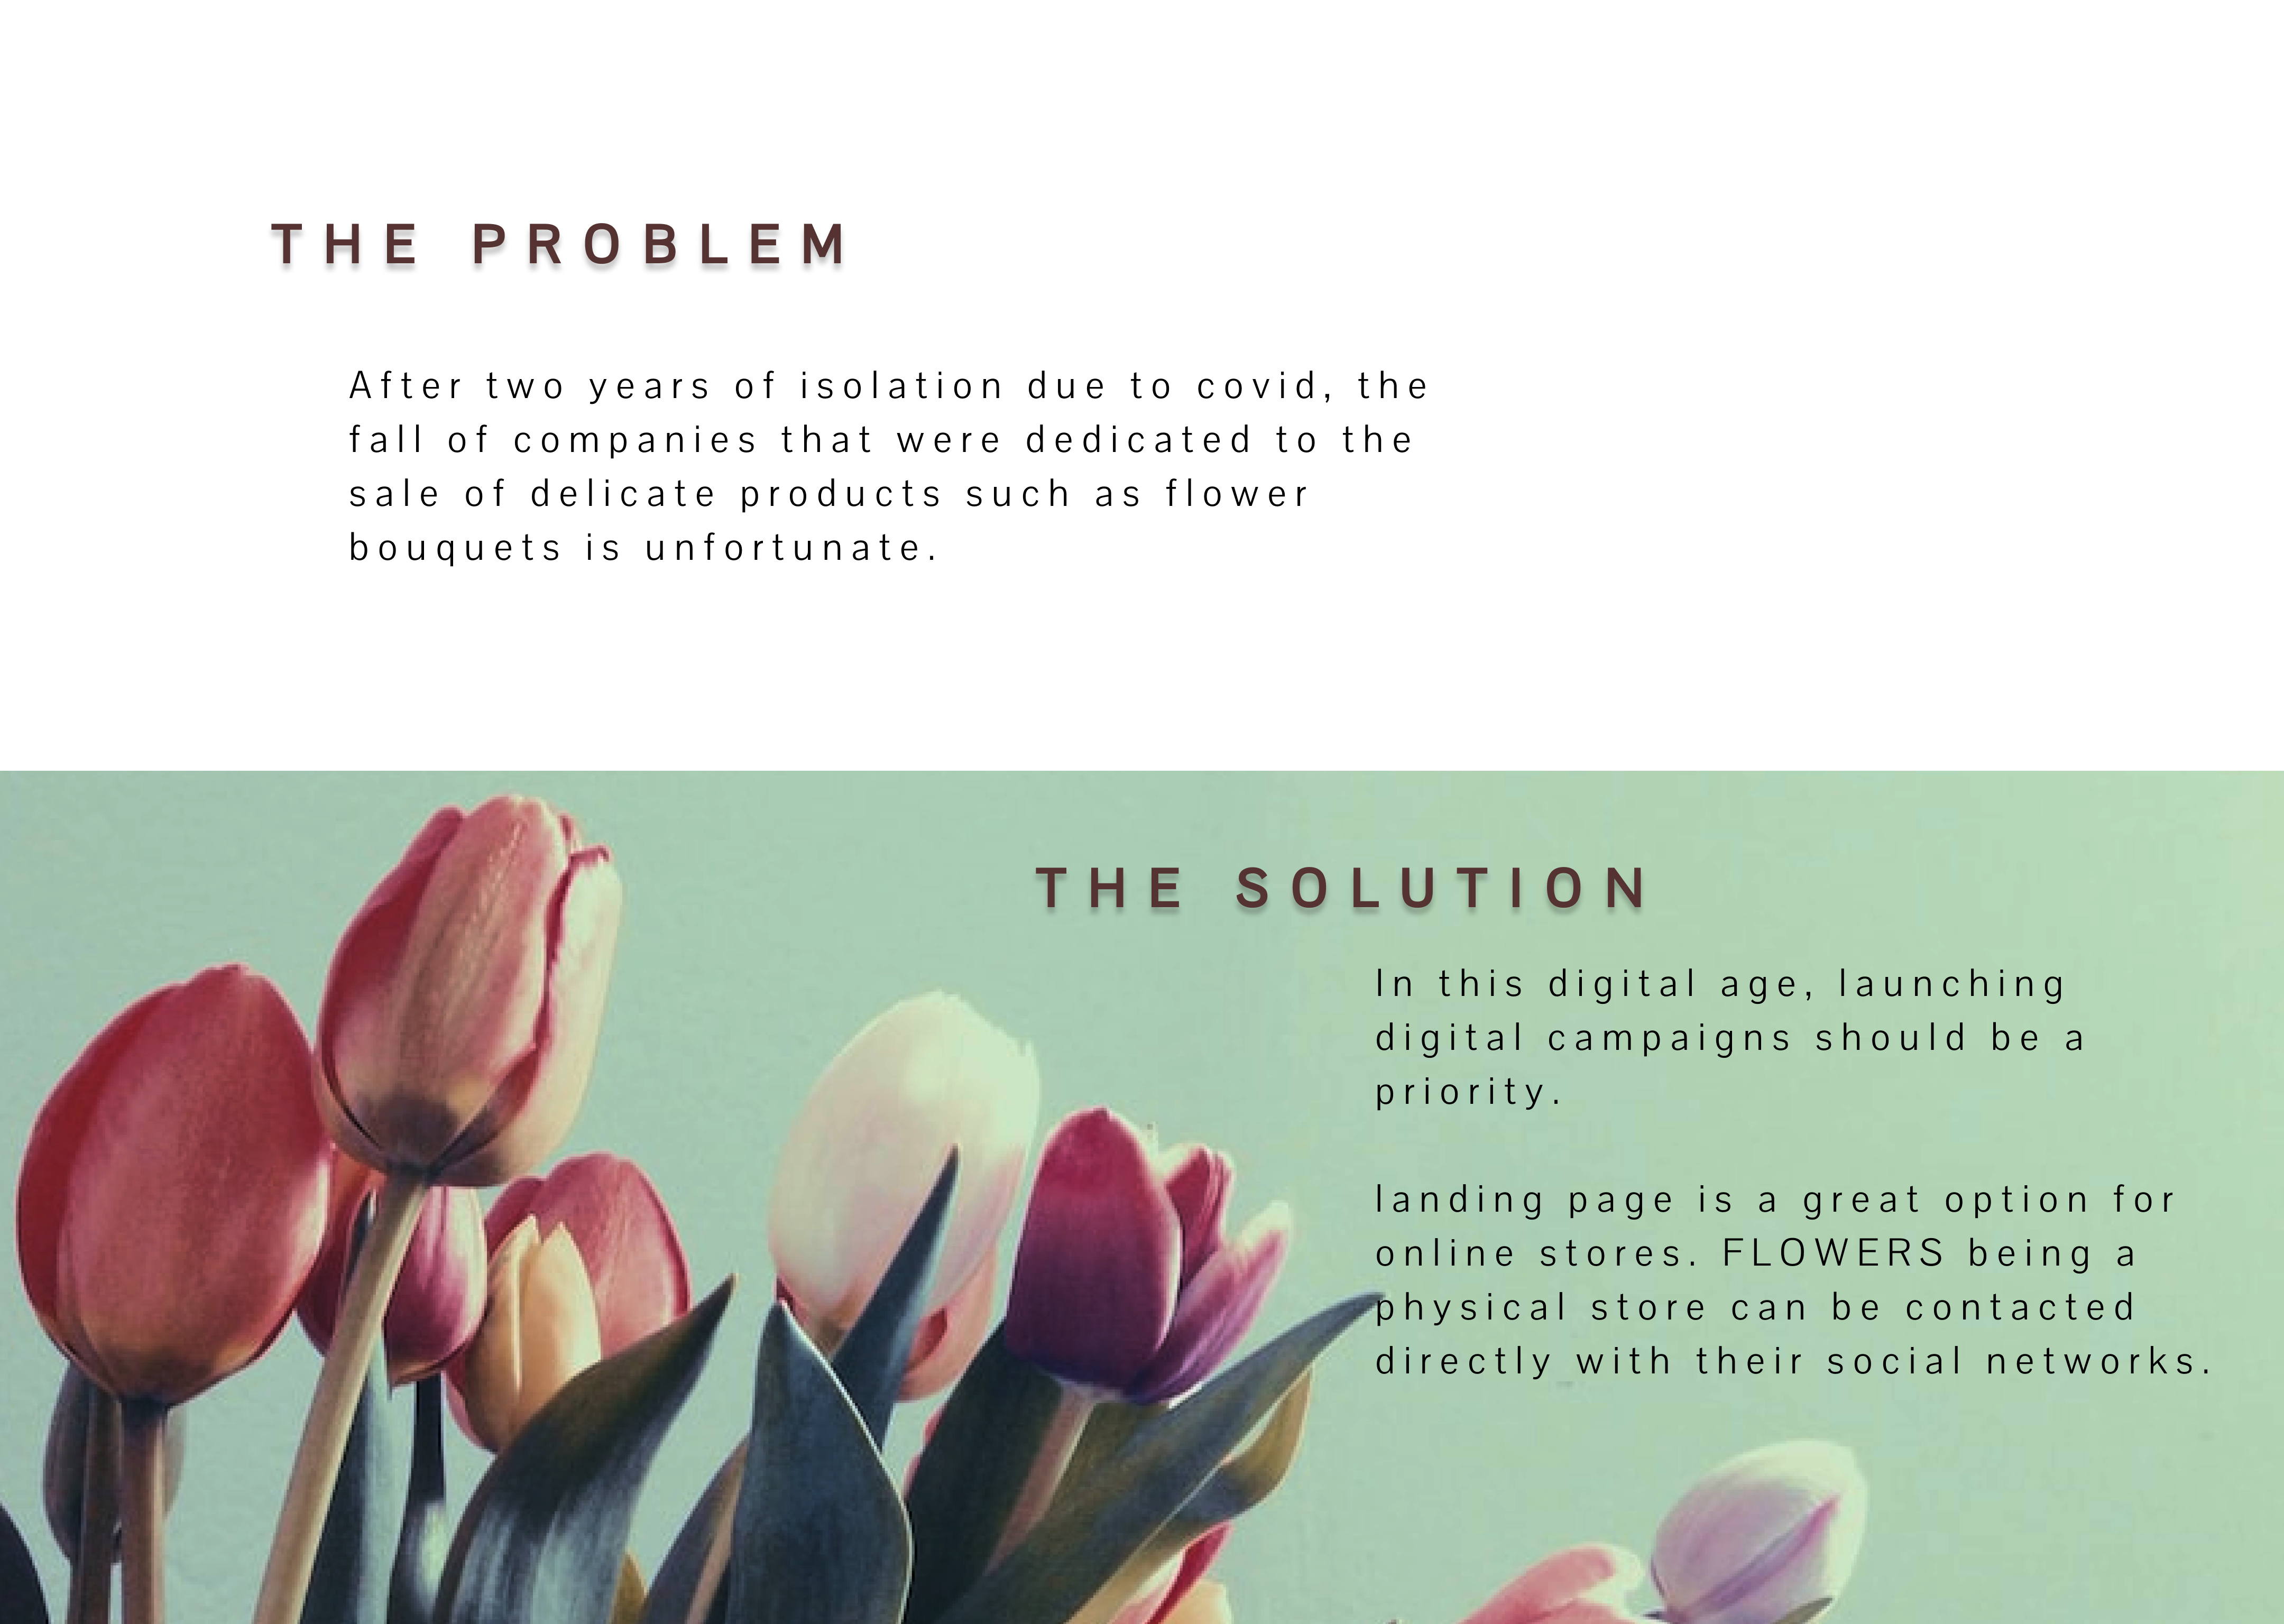 THE PROBLEM
After two years of isolation due to covid, the
fall of companies that were dedicated to the
sale of delicate products such as flower
bouquets is unfortunate.
THE SOLUTION
In this digital age, launching
digital campaigns should be a
priority.
landing page is a great option for
online stores. FLOWERS being a
physical store can be contacted
directly with their social networks.